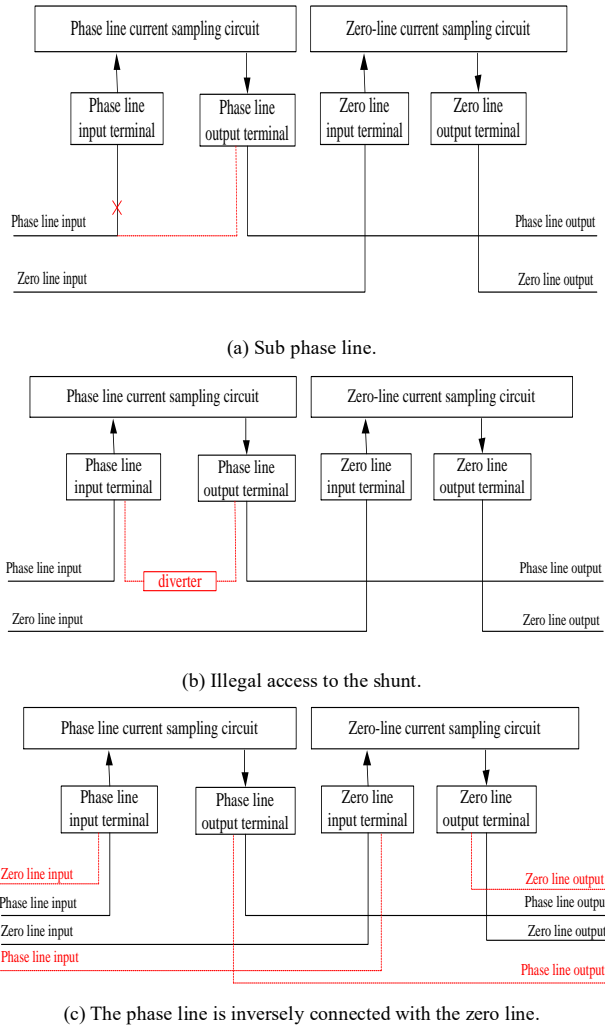 Phase line current sampling circuit
Zero-line current sampling circuit
Phase line
input terminal
Phase line
output terminal
Zero line
input terminal
Zero line
output terminal
Phase line input
Phase line output
Zero line input
Zero line output
(a) Sub phase line.
Phase line current sampling circuit
Zero-line current sampling circuit
Phase line
input terminal
Phase line
output terminal
Zero line
input terminal
Zero line
output terminal
Phase line input
diverter
Phase line output
Zero line input
Zero line output
(b) Illegal access to the shunt.
Phase line current sampling circuit
Zero-line current sampling circuit
Phase line
input terminal
Phase line
output terminal
Zero line
input terminal
Zero line
output terminal
Zero line input
Zero line output
Phase line input
Phase line output
Zero line input
Zero line output
Phase line input
Phase line output
(c) The phase line is inversely connected with the zero line.